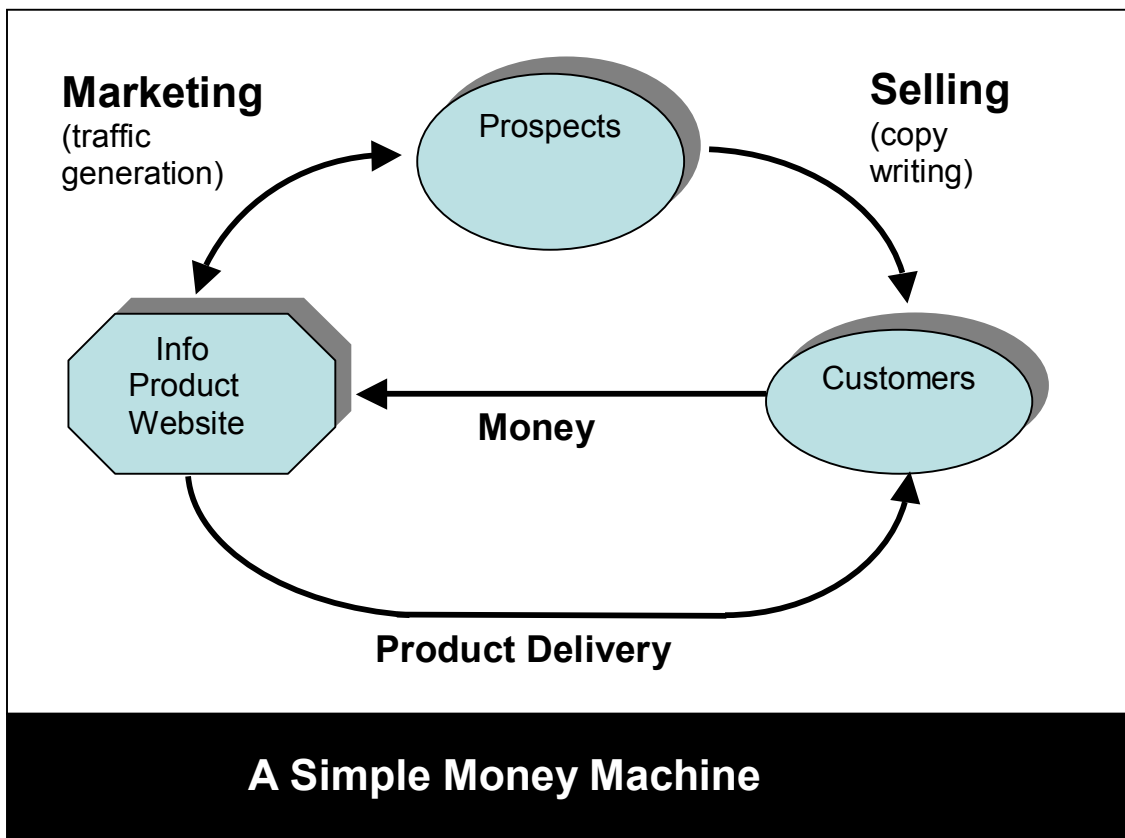 Marketing
(traffic
generation)
Prospects
Selling
(copy
writing)
Info
Product
Website
Customers
Money
Product Delivery
A Simple Money Machine